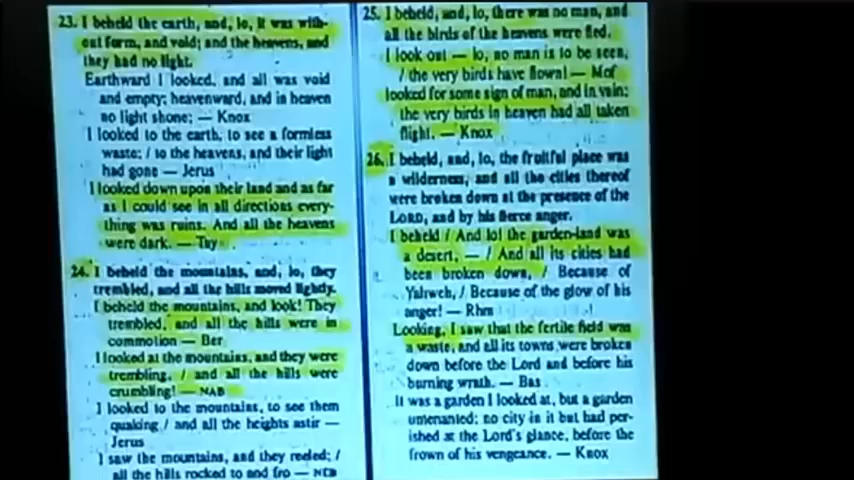 23. I beheld the earth, and, lo, it was with-
out form, and void; and the heavens, and
they had no light.
Earthward I looked, and all was void
and empty; heavenward, and in heaven
no light shone; — Knox
I looked to the earth, to see a formless
waste; / to the heavens, and their light
had gone — Jerus
I looked down upon their land and as far
as I could see in all directions every-
thing was ruins. And all the heavens
were dark. — Tay
24. I beheld the mountains, and, lo, they
trembled, and all the hills moved lightly.
I beheld the mountains, and look! They
trembled, and all the hills were in
commotion — Ber
I looked at the mountains, and they were
trembling, / and all the hills were
crumbling! — NAB
I looked to the mountains, to see them
quaking / and all the heights astir —
Jerus
I saw the mountains, and they reeled; /
all the hills rocked to and fro — NEB
25. I beheld, and, lo, there was no man, and
all the birds of the heavens were fled.
I look out — lo, no man is to be seen,
/ the very birds have flown! — Mof
looked for some sign of man, and in vain;
the very birds in heaven had all taken
flight. — Knox
26. I beheld, and, lo, the fruitful place was
a wilderness, and all the cities thereof
were broken down at the presence of the
LORD, and by his fierce anger.
I beheld / And lo! the garden-land was
a desert, — / And all its cities had
been broken down, / Because of
Yahweh, / Because of the glow of his
anger! — Rhm
Looking, I saw that the fertile field was
a waste, and all its towns were broken
down before the Lord and before his
burning wrath. — Bas
It was a garden I looked at, but a garden
untenanted; no city in it but had per-
ished at the Lord's glance, before the
frown of his vengeance. — Knox